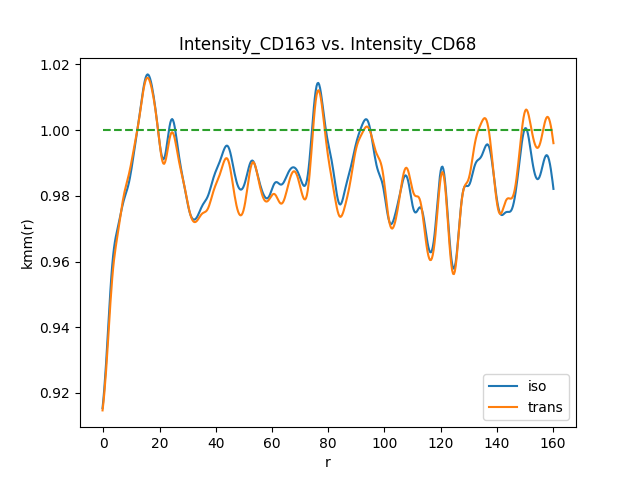 Intensity_CD163 vs. Intensity_CD68
1.02
1.00
0.98
0.96
0.94
0.92
kmm(r)
0 20 40 60 80 100 120 140 160
r
iso
trans